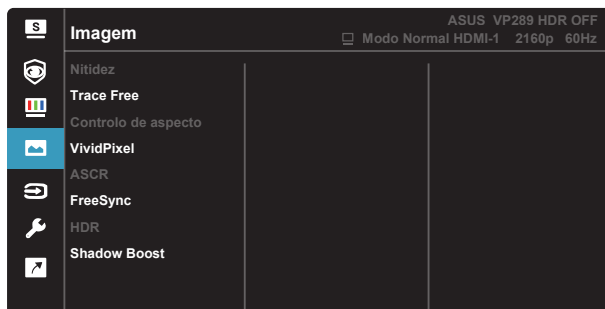 S
Imagem
ASUS VP289 HDR OFF
Modo Normal HDMI-1 2160p 60Hz
Nitidez
Trace Free
Controlo de aspecto
VividPixel
ASCR
FreeSync
HDR
Shadow Boost